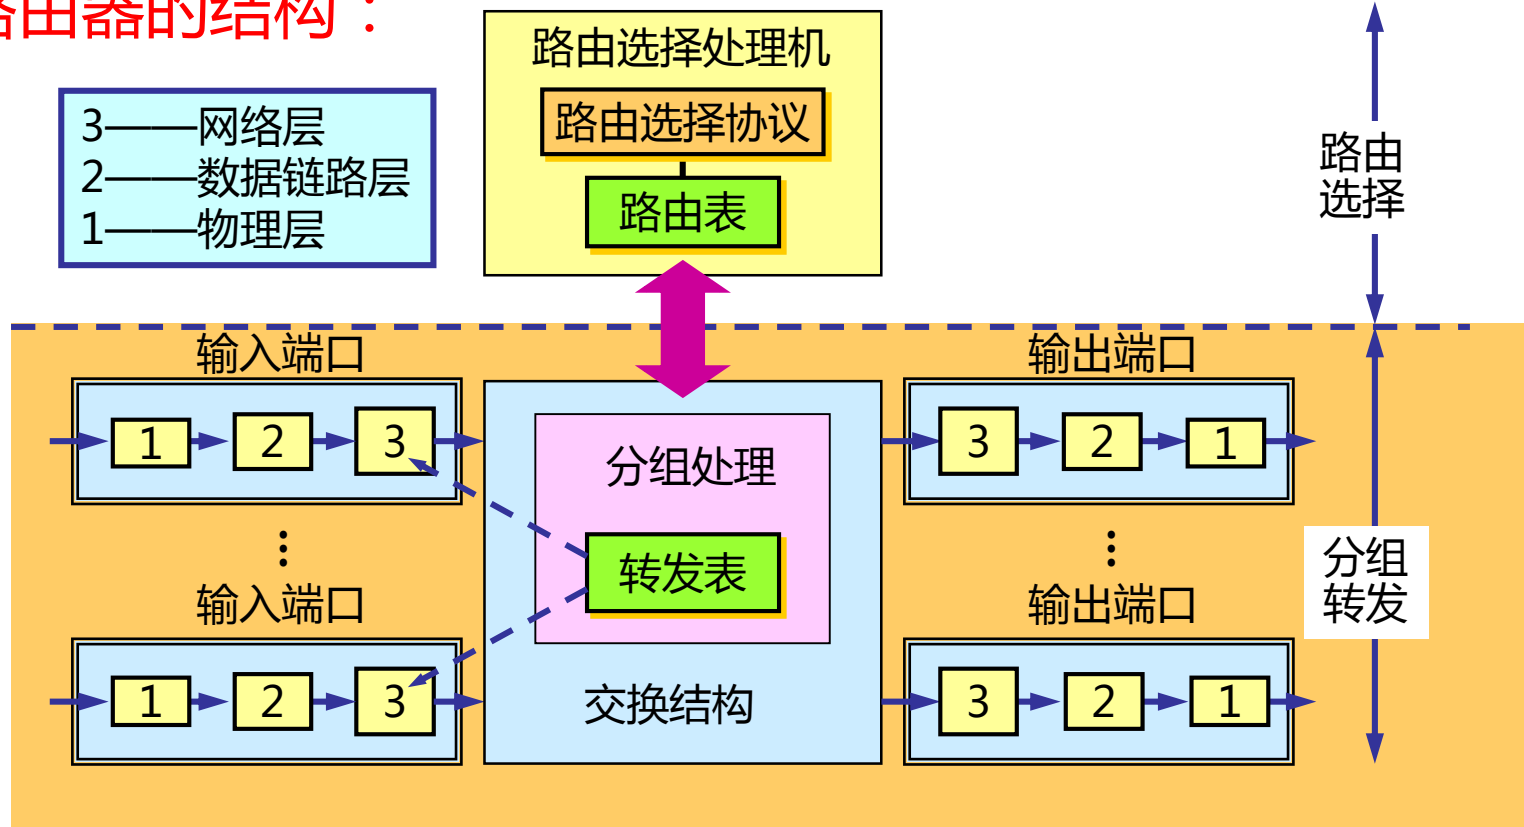 路由器的结构：
路由选择处理机
路由选择协议
路由表
3——网络层
2——数据链路层
1——物理层
路由
选择
输入端口
输出端口
1 2 3
3 2 1
分组处理
转发表
分组
转发
输入端口
输出端口
1 2 3
3 2 1
交换结构